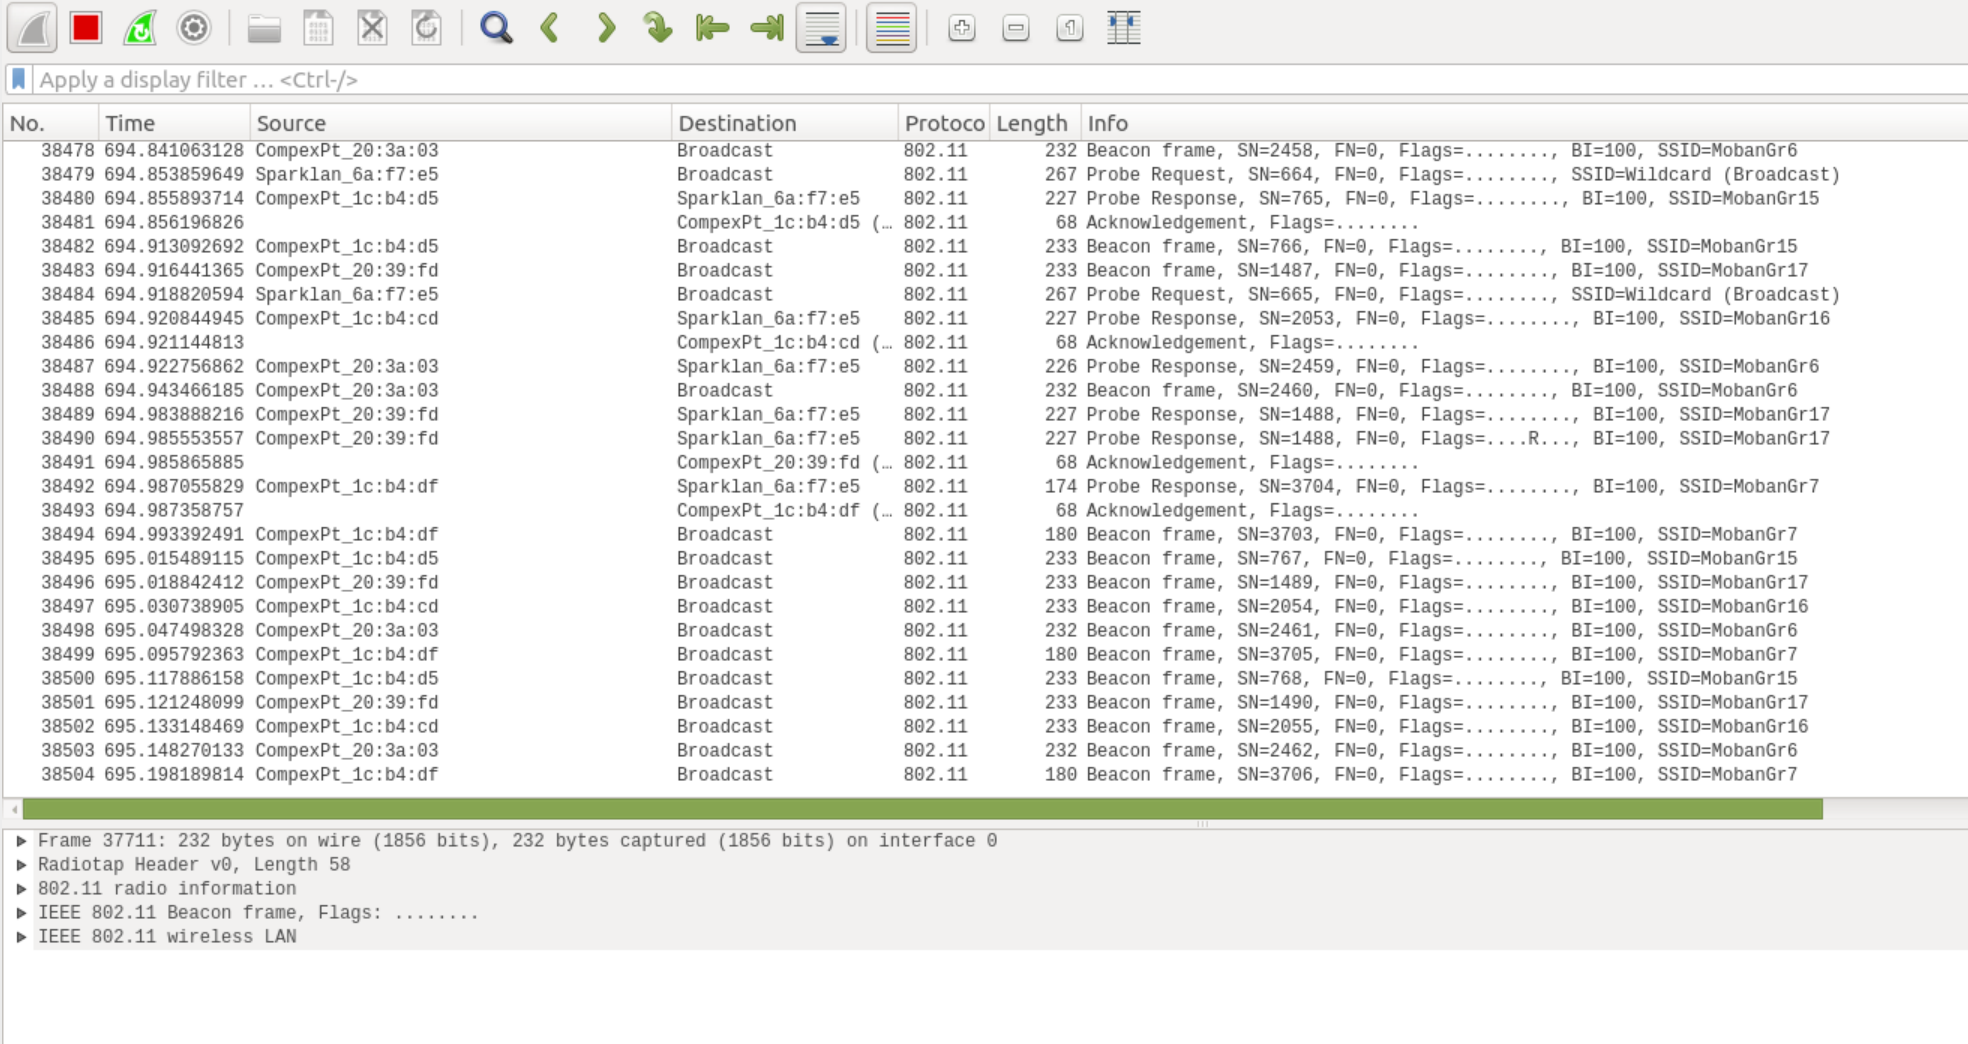 Apply a display filter … <Ctrl-/>
No. Time Source Destination Protoco Length Info
38478 694.841063128 CompexPt_20:3a:03 Broadcast 802.11 232 Beacon frame, SN=2458, FN=0, Flags=........, BI=100, SSID=MobanGr6
38479 694.853859649 Sparklan_6a:f7:e5 Broadcast 802.11 267 Probe Request, SN=664, FN=0, Flags=........, SSID=Wildcard (Broadcast)
38480 694.855893714 CompexPt_1c:b4:d5 Sparklan_6a:f7:e5 802.11 227 Probe Response, SN=765, FN=0, Flags=........, BI=100, SSID=MobanGr15
38481 694.856196826 CompexPt_1c:b4:d5 (… 802.11 68 Acknowledgement, Flags=........
38482 694.913092692 CompexPt_1c:b4:d5 Broadcast 802.11 233 Beacon frame, SN=766, FN=0, Flags=........, BI=100, SSID=MobanGr15
38483 694.916441365 CompexPt_20:39:fd Broadcast 802.11 233 Beacon frame, SN=1487, FN=0, Flags=........, BI=100, SSID=MobanGr17
38484 694.918820594 Sparklan_6a:f7:e5 Broadcast 802.11 267 Probe Request, SN=665, FN=0, Flags=........, SSID=Wildcard (Broadcast)
38485 694.920844945 CompexPt_1c:b4:cd Sparklan_6a:f7:e5 802.11 227 Probe Response, SN=2053, FN=0, Flags=........, BI=100, SSID=MobanGr16
38486 694.921144813 CompexPt_1c:b4:cd (… 802.11 68 Acknowledgement, Flags=........
38487 694.922756862 CompexPt_20:3a:03 Sparklan_6a:f7:e5 802.11 226 Probe Response, SN=2459, FN=0, Flags=........, BI=100, SSID=MobanGr6
38488 694.943466185 CompexPt_20:3a:03 Broadcast 802.11 232 Beacon frame, SN=2460, FN=0, Flags=........, BI=100, SSID=MobanGr6
38489 694.983888216 CompexPt_20:39:fd Sparklan_6a:f7:e5 802.11 227 Probe Response, SN=1488, FN=0, Flags=........, BI=100, SSID=MobanGr17
38490 694.985553557 CompexPt_20:39:fd Sparklan_6a:f7:e5 802.11 227 Probe Response, SN=1488, FN=0, Flags=....R..., BI=100, SSID=MobanGr17
38491 694.985865885 CompexPt_20:39:fd (… 802.11 68 Acknowledgement, Flags=........
38492 694.987055829 CompexPt_1c:b4:df Sparklan_6a:f7:e5 802.11 174 Probe Response, SN=3704, FN=0, Flags=........, BI=100, SSID=MobanGr7
38493 694.987358757 CompexPt_1c:b4:df (… 802.11 68 Acknowledgement, Flags=........
38494 694.993392491 CompexPt_1c:b4:df Broadcast 802.11 180 Beacon frame, SN=3703, FN=0, Flags=........, BI=100, SSID=MobanGr7
38495 695.015489115 CompexPt_1c:b4:d5 Broadcast 802.11 233 Beacon frame, SN=767, FN=0, Flags=........, BI=100, SSID=MobanGr15
38496 695.018842412 CompexPt_20:39:fd Broadcast 802.11 233 Beacon frame, SN=1489, FN=0, Flags=........, BI=100, SSID=MobanGr17
38497 695.030738905 CompexPt_1c:b4:cd Broadcast 802.11 233 Beacon frame, SN=2054, FN=0, Flags=........, BI=100, SSID=MobanGr16
38498 695.047498328 CompexPt_20:3a:03 Broadcast 802.11 232 Beacon frame, SN=2461, FN=0, Flags=........, BI=100, SSID=MobanGr6
38499 695.095792363 CompexPt_1c:b4:df Broadcast 802.11 180 Beacon frame, SN=3705, FN=0, Flags=........, BI=100, SSID=MobanGr7
38500 695.117886158 CompexPt_1c:b4:d5 Broadcast 802.11 233 Beacon frame, SN=768, FN=0, Flags=........, BI=100, SSID=MobanGr15
38501 695.121248099 CompexPt_20:39:fd Broadcast 802.11 233 Beacon frame, SN=1490, FN=0, Flags=........, BI=100, SSID=MobanGr17
38502 695.133148469 CompexPt_1c:b4:cd Broadcast 802.11 233 Beacon frame, SN=2055, FN=0, Flags=........, BI=100, SSID=MobanGr16
38503 695.148270133 CompexPt_20:3a:03 Broadcast 802.11 232 Beacon frame, SN=2462, FN=0, Flags=........, BI=100, SSID=MobanGr6
38504 695.198189814 CompexPt_1c:b4:df Broadcast 802.11 180 Beacon frame, SN=3706, FN=0, Flags=........, BI=100, SSID=MobanGr7
Frame 37711: 232 bytes on wire (1856 bits), 232 bytes captured (1856 bits) on interface 0
Radiotap Header v0, Length 58
802.11 radio information
IEEE 802.11 Beacon frame, Flags: ........
IEEE 802.11 wireless LAN